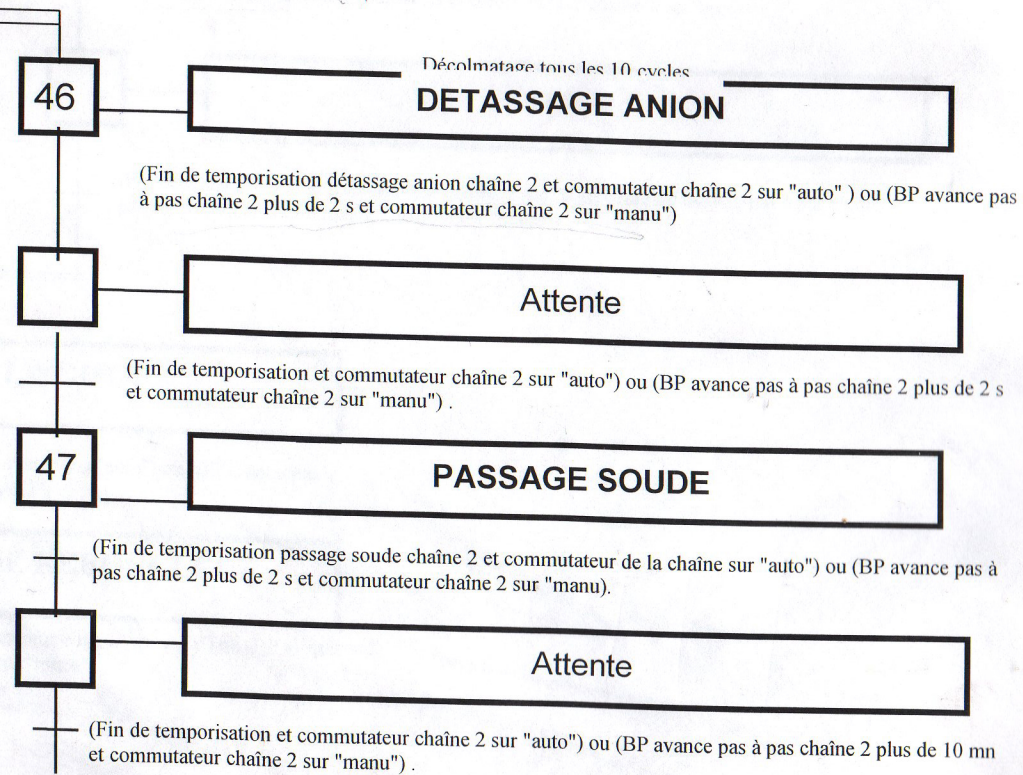 Décolmatage tous les 10 cycles
46
DETASSAGE ANION
(Fin de temporisation détassage anion chaîne 2 et commutateur chaîne 2 sur "auto" ) ou (BP avance pas
à pas chaîne 2 plus de 2 s et commutateur chaîne 2 sur "manu")
Attente
(Fin de temporisation et commutateur chaîne 2 sur "auto") ou (BP avance pas à pas chaîne 2 plus de 2 s
et commutateur chaîne 2 sur "manu") .
47
PASSAGE SOUDE
(Fin de temporisation passage soude chaîne 2 et commutateur de la chaîne sur "auto") ou (BP avance pas à
pas chaîne 2 plus de 2 s et commutateur chaîne 2 sur "manu).
Attente
(Fin de temporisation et commutateur chaîne 2 sur "auto") ou (BP avance pas à pas chaîne 2 plus de 10 mn
et commutateur chaîne 2 sur "manu") .